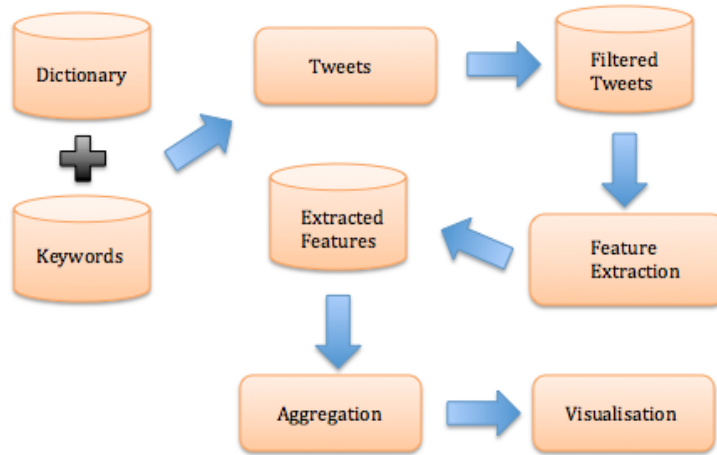 Dictionary
Keywords
Tweets
Filtered
Tweets
Feature
Extraction
Extracted
Features
Aggregation
Visualisation